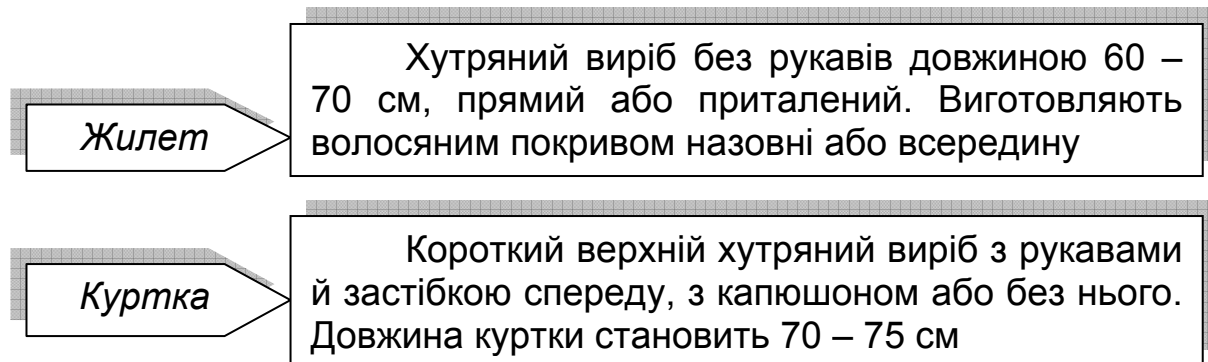 Жилет
Хутряний виріб без рукавів довжиною 60 –
70 см, прямий або приталений. Виготовляють
волосяним покривом назовні або всередину
Куртка
Короткий верхній хутряний виріб з рукавами
й застібкою спереду, з капюшоном або без нього.
Довжина куртки становить 70 – 75 см